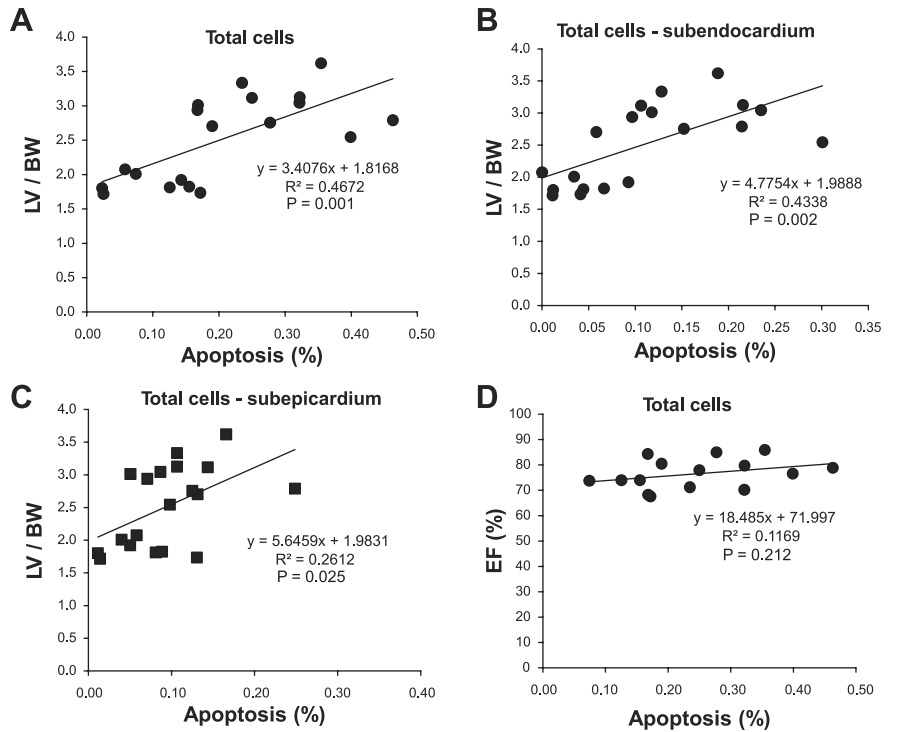 A
Total cells
4.0
3.5
3.0
2.5
2.0
1.5
1.0
0.5
0.0
LV / BW
y = 3.4076x + 1.8168
R² = 0.4672
P = 0.001
0.00 0.10 0.20 0.30 0.40 0.50
Apoptosis (%)
B
Total cells - subendocardium
4.0
3.5
3.0
2.5
2.0
1.5
1.0
0.5
0.0
LV / BW
y = 4.7754x + 1.9888
R² = 0.4338
P = 0.002
0.00 0.05 0.10 0.15 0.20 0.25 0.30 0.35
Apoptosis (%)
C
Total cells - subepicardium
4.0
3.5
3.0
2.5
2.0
1.5
1.0
0.5
0.0
LV / BW
y = 5.6459x + 1.9831
R² = 0.2612
P = 0.025
0.00 0.10 0.20 0.30 0.40
Apoptosis (%)
D
Total cells
100
90
80
70
60
50
40
30
20
10
0
EF (%)
y = 18.485x + 71.997
R² = 0.1169
P = 0.212
0.00 0.10 0.20 0.30 0.40 0.50
Apoptosis (%)